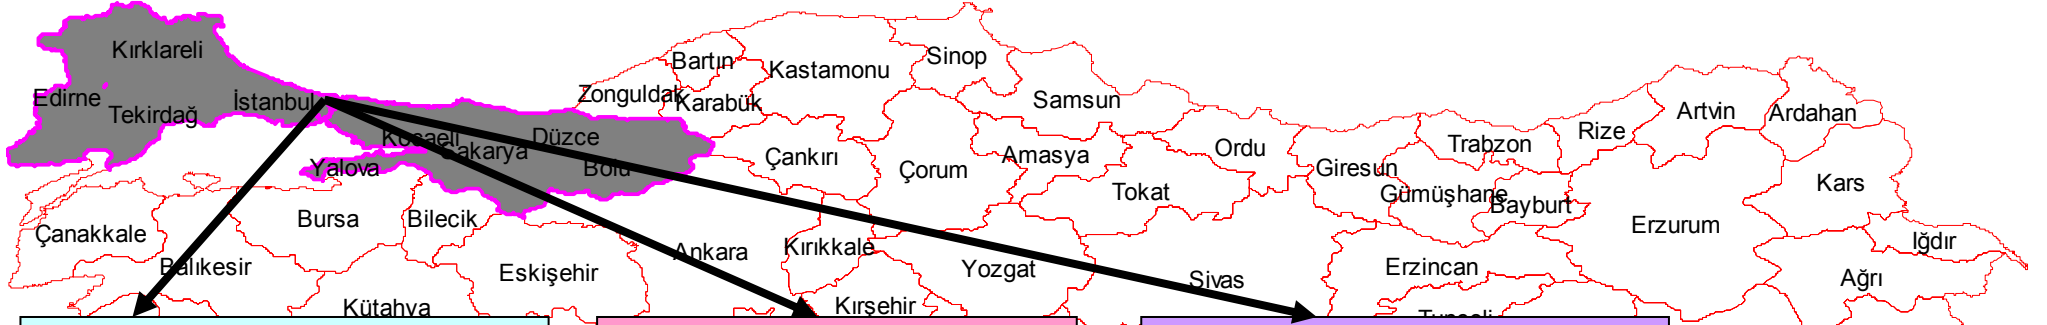 Kırklareli
Edirne
Tekirdağ
İstanbul
Kocaeli
Sakarya
Düzce
Bolu
Yalova
Zonguldak
Bartın
Karabük
Kastamonu
Sinop
Samsun
Çankırı
Çorum
Amasya
Tokat
Ordu
Giresun
Trabzon
Gümüşhane
Bayburt
Rize
Artvin
Ardahan
Kars
Erzurum
Iğdır
Ağrı
Çanakkale
Balıkesir
Bursa
Bilecik
Eskişehir
Kütahya
Ankara
Kırıkkale
Kırşehir
Yozgat
Sivas
Erzincan
Tunceli